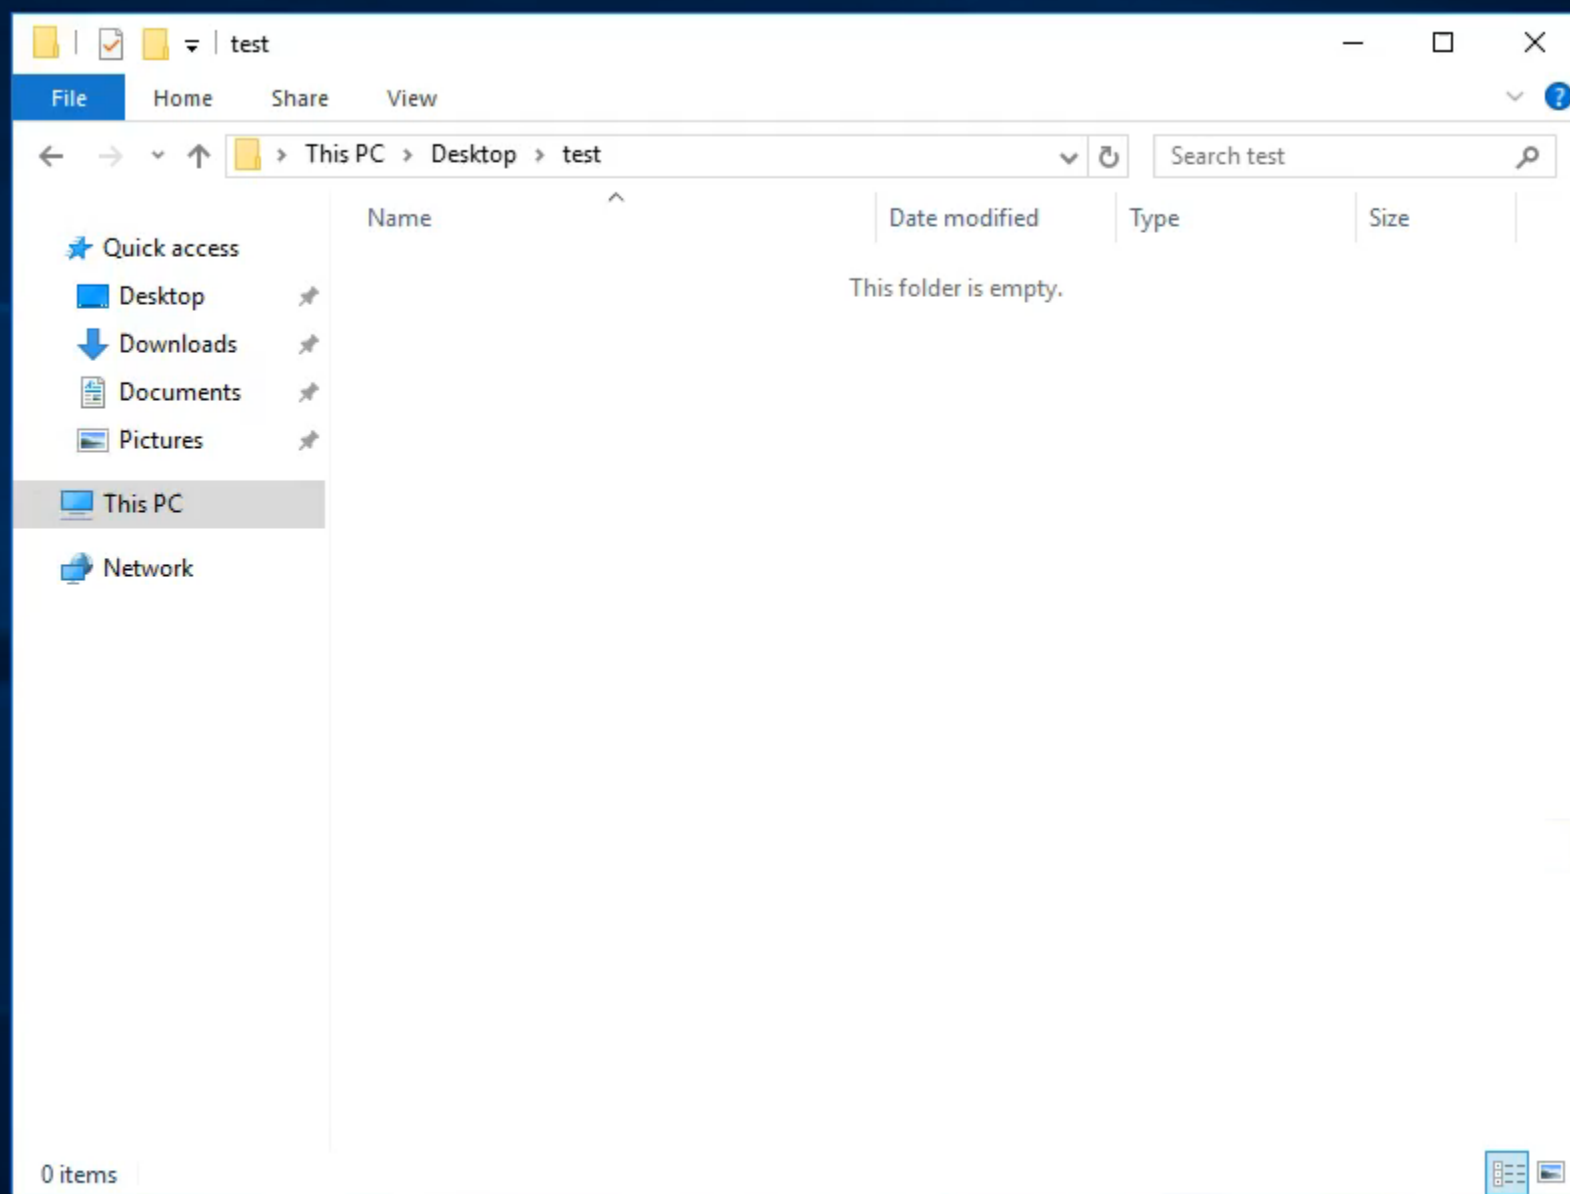 test
File Home Share View ?
This PC Desktop test
Search test
Name Date modified Type Size
Quick access
This folder is empty.
Desktop
Downloads
Documents
Pictures
This PC
Network
0 items